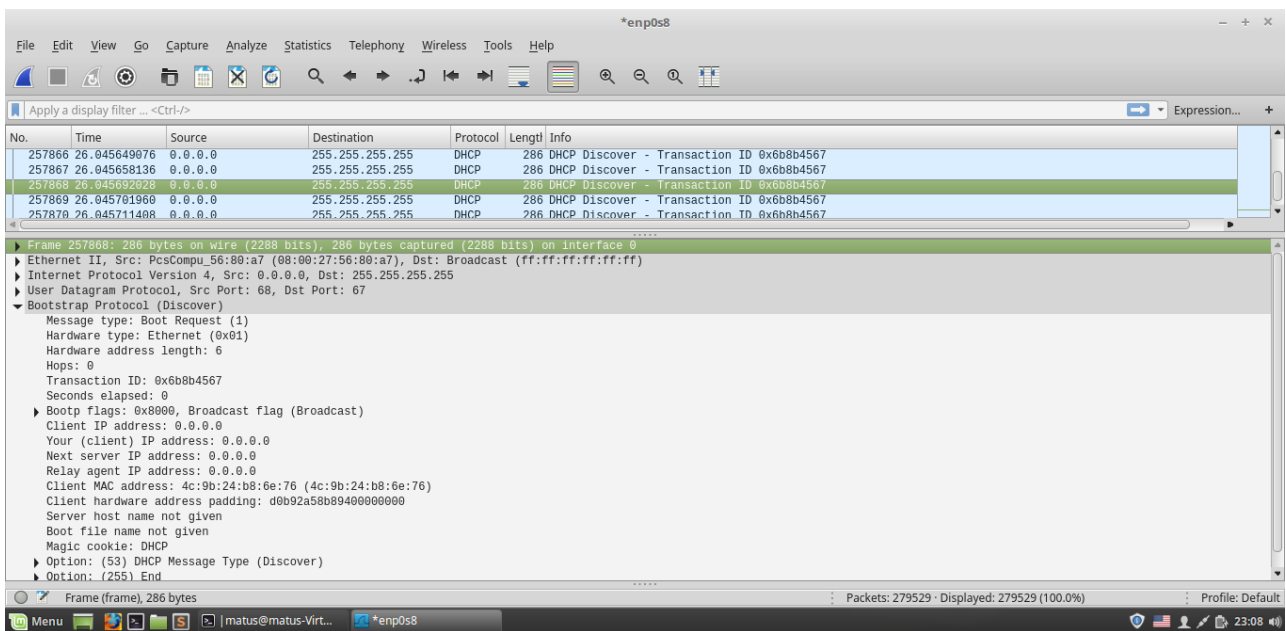 *enp0s8
File Edit View Go Capture Analyze Statistics Telephony Wireless Tools Help
Apply a display filter ... <Ctrl-/> Expression... +
No. Time Source Destination Protocol Length Info
257866 26.045649076 0.0.0.0 255.255.255.255 DHCP 286 DHCP Discover - Transaction ID 0x6b8b4567
257867 26.045658136 0.0.0.0 255.255.255.255 DHCP 286 DHCP Discover - Transaction ID 0x6b8b4567
257868 26.045692028 0.0.0.0 255.255.255.255 DHCP 286 DHCP Discover - Transaction ID 0x6b8b4567
257869 26.045701960 0.0.0.0 255.255.255.255 DHCP 286 DHCP Discover - Transaction ID 0x6b8b4567
257870 26.045711408 0.0.0.0 255.255.255.255 DHCP 286 DHCP Discover - Transaction ID 0x6b8b4567
Frame 257868: 286 bytes on wire (2288 bits), 286 bytes captured (2288 bits) on interface 0
Ethernet II, Src: PcsCompu_56:80:a7 (08:00:27:56:80:a7), Dst: Broadcast (ff:ff:ff:ff:ff:ff)
Internet Protocol Version 4, Src: 0.0.0.0, Dst: 255.255.255.255
User Datagram Protocol, Src Port: 68, Dst Port: 67
Bootstrap Protocol (Discover)
Message type: Boot Request (1)
Hardware type: Ethernet (0x01)
Hardware address length: 6
Hops: 0
Transaction ID: 0x6b8b4567
Seconds elapsed: 0
Bootp flags: 0x8000, Broadcast flag (Broadcast)
Client IP address: 0.0.0.0
Your (client) IP address: 0.0.0.0
Next server IP address: 0.0.0.0
Relay agent IP address: 0.0.0.0
Client MAC address: 4c:9b:24:b8:6e:76 (4c:9b:24:b8:6e:76)
Client hardware address padding: d0b92a58b89400000000
Server host name not given
Boot file name not given
Magic cookie: DHCP
Option: (53) DHCP Message Type (Discover)
Option: (255) End
Frame (frame), 286 bytes Packets: 279529 · Displayed: 279529 (100.0%) Profile: Default
Menu |matus@matus-Virt... *enp0s8 23:08